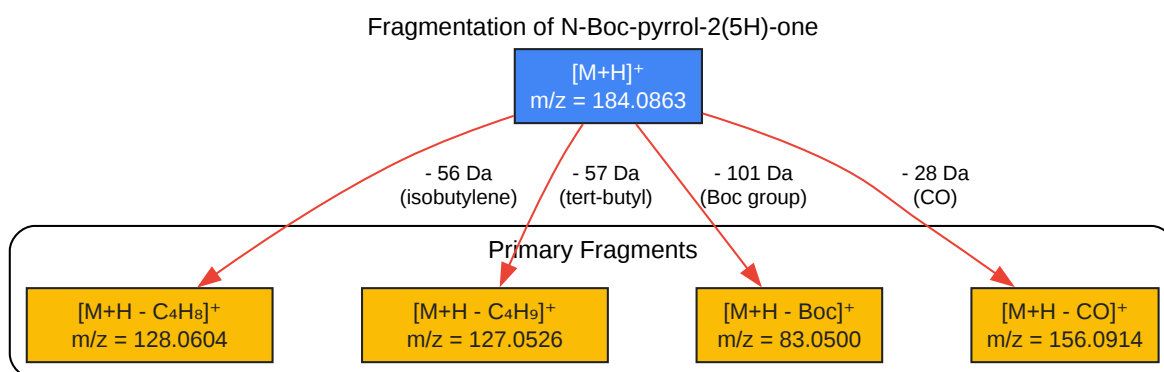 Fragmentation of N-Boc-pyrrol-2(5H)-one
[M+H]⁺
m/z = 184.0863
- 56 Da
(isobutylene)
- 57 Da
(tert-butyl)
- 101 Da
(Boc group)
- 28 Da
(CO)
Primary Fragments
[M+H - C₄H₈]⁺
m/z = 128.0604
[M+H - C₄H₉]⁺
m/z = 127.0526
[M+H - Boc]⁺
m/z = 83.0500
[M+H - CO]⁺
m/z = 156.0914